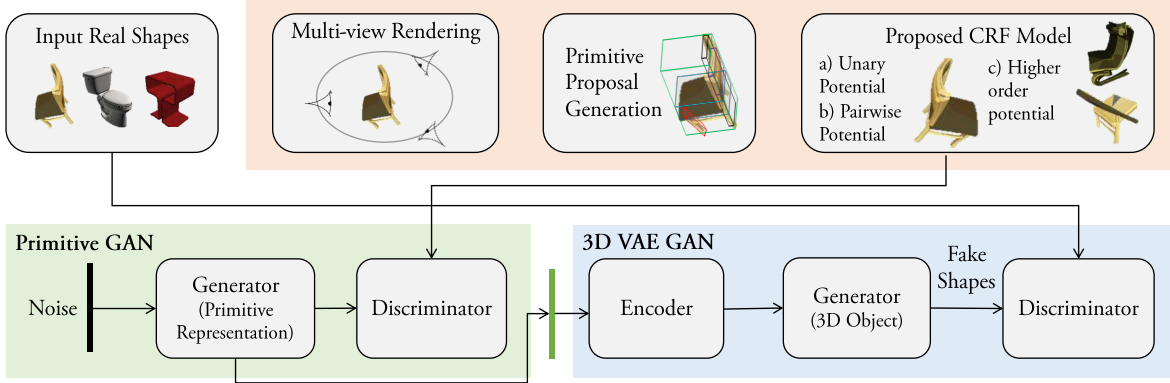 Input Real Shapes
Multi-view Rendering
Primitive
Proposal
Generation
Proposed CRF Model
a) Unary
Potential
b) Pairwise
Potential
c) Higher
order
potential
Primitive GAN
Noise
Generator
(Primitive
Representation)
Discriminator
3D VAE GAN
Encoder
Generator
(3D Object)
Fake
Shapes
Discriminator